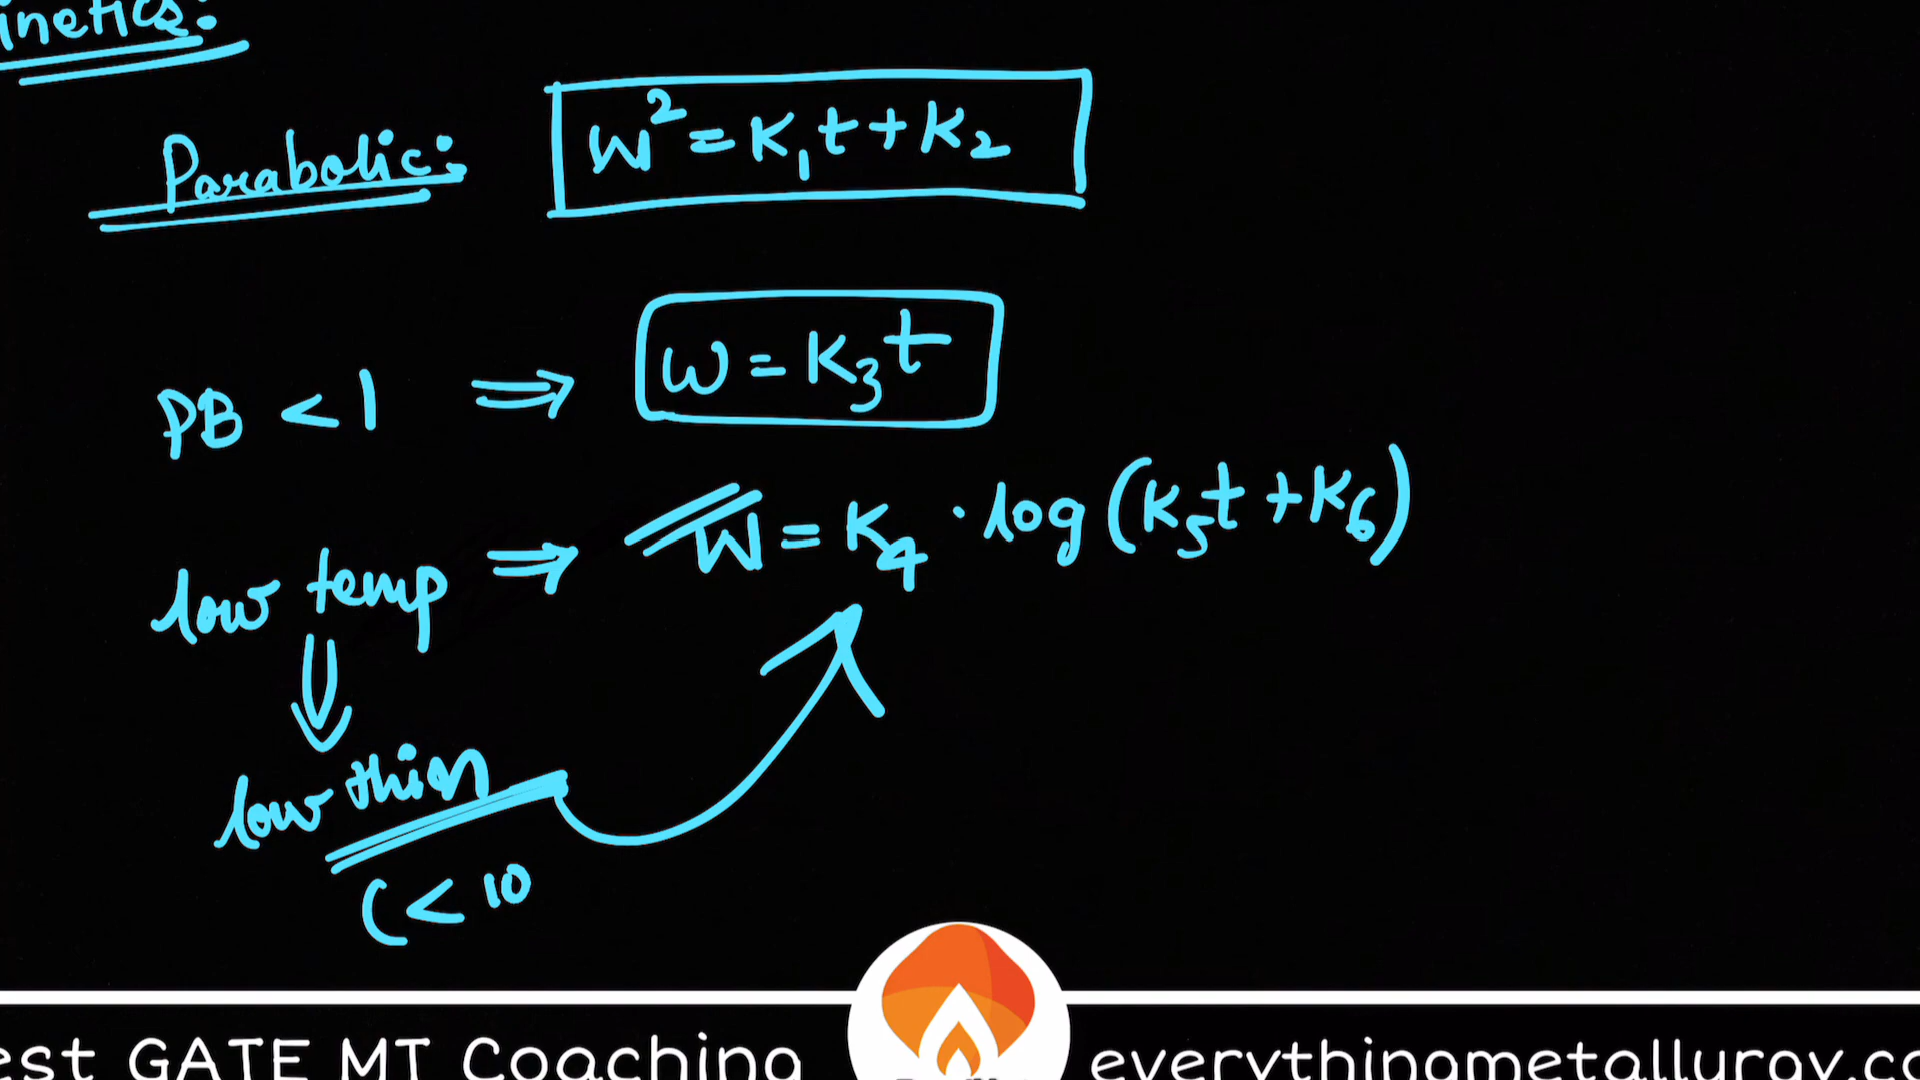 inetics:
Parabolic: W² = K₁t + K₂
PB < 1 ⇒ W = K₃t
low temp ⇒ W = K₄ · log (K₅t + K₆)
low thick
(< 10
est GATE MT Coaching
everythingmetallurgy.co